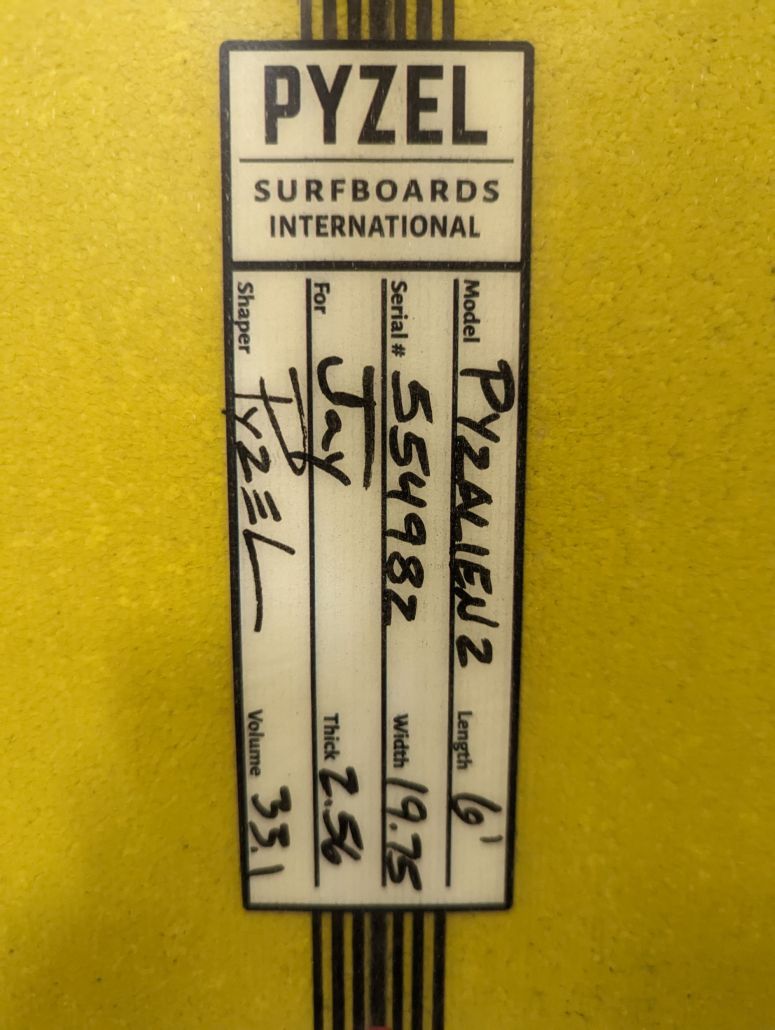 PYZEL
SURFBOARDS
INTERNATIONAL
Model PYZALIEN 2 Length 6'
Serial # 554982 Width 19.75
For Jay Thick 2.56
Shaper PYZEL Volume 33.1